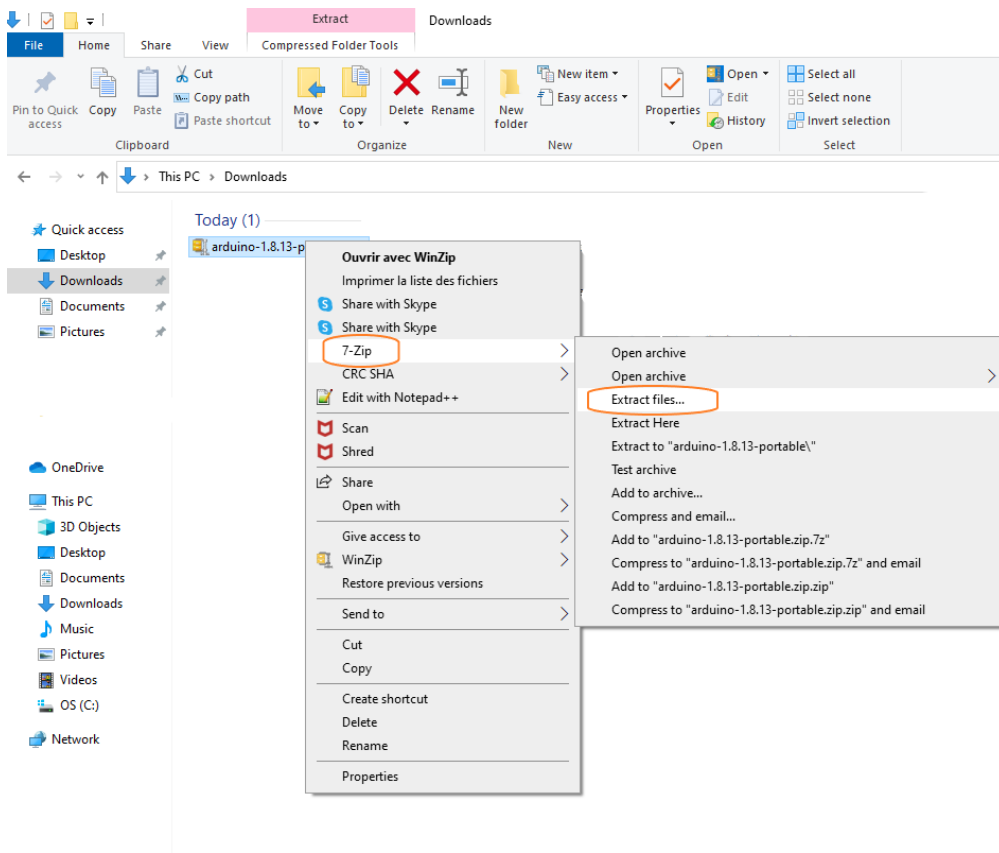 Extract
Downloads
File
Home
Share
View
Compressed Folder Tools
Pin to Quick access
Copy
Paste
Cut
Copy path
Paste shortcut
Clipboard
Move to
Copy to
Delete
Rename
Organize
New folder
New item
Easy access
New
Properties
Open
Edit
History
Open
Select all
Select none
Invert selection
Select
This PC > Downloads
Quick access
Desktop
Downloads
Documents
Pictures
OneDrive
This PC
3D Objects
Desktop
Documents
Downloads
Music
Pictures
Videos
OS (C:)
Network
Today (1)
arduino-1.8.13-p
Ouvrir avec WinZip
Imprimer la liste des fichiers
Share with Skype
Share with Skype
7-Zip
CRC SHA
Edit with Notepad++
Scan
Shred
Share
Open with
Give access to
WinZip
Restore previous versions
Send to
Cut
Copy
Create shortcut
Delete
Rename
Properties
Open archive
Open archive
Extract files...
Extract Here
Extract to "arduino-1.8.13-portable\"
Test archive
Add to archive...
Compress and email...
Add to "arduino-1.8.13-portable.zip.7z"
Compress to "arduino-1.8.13-portable.zip.7z" and email
Add to "arduino-1.8.13-portable.zip.zip"
Compress to "arduino-1.8.13-portable.zip.zip" and email